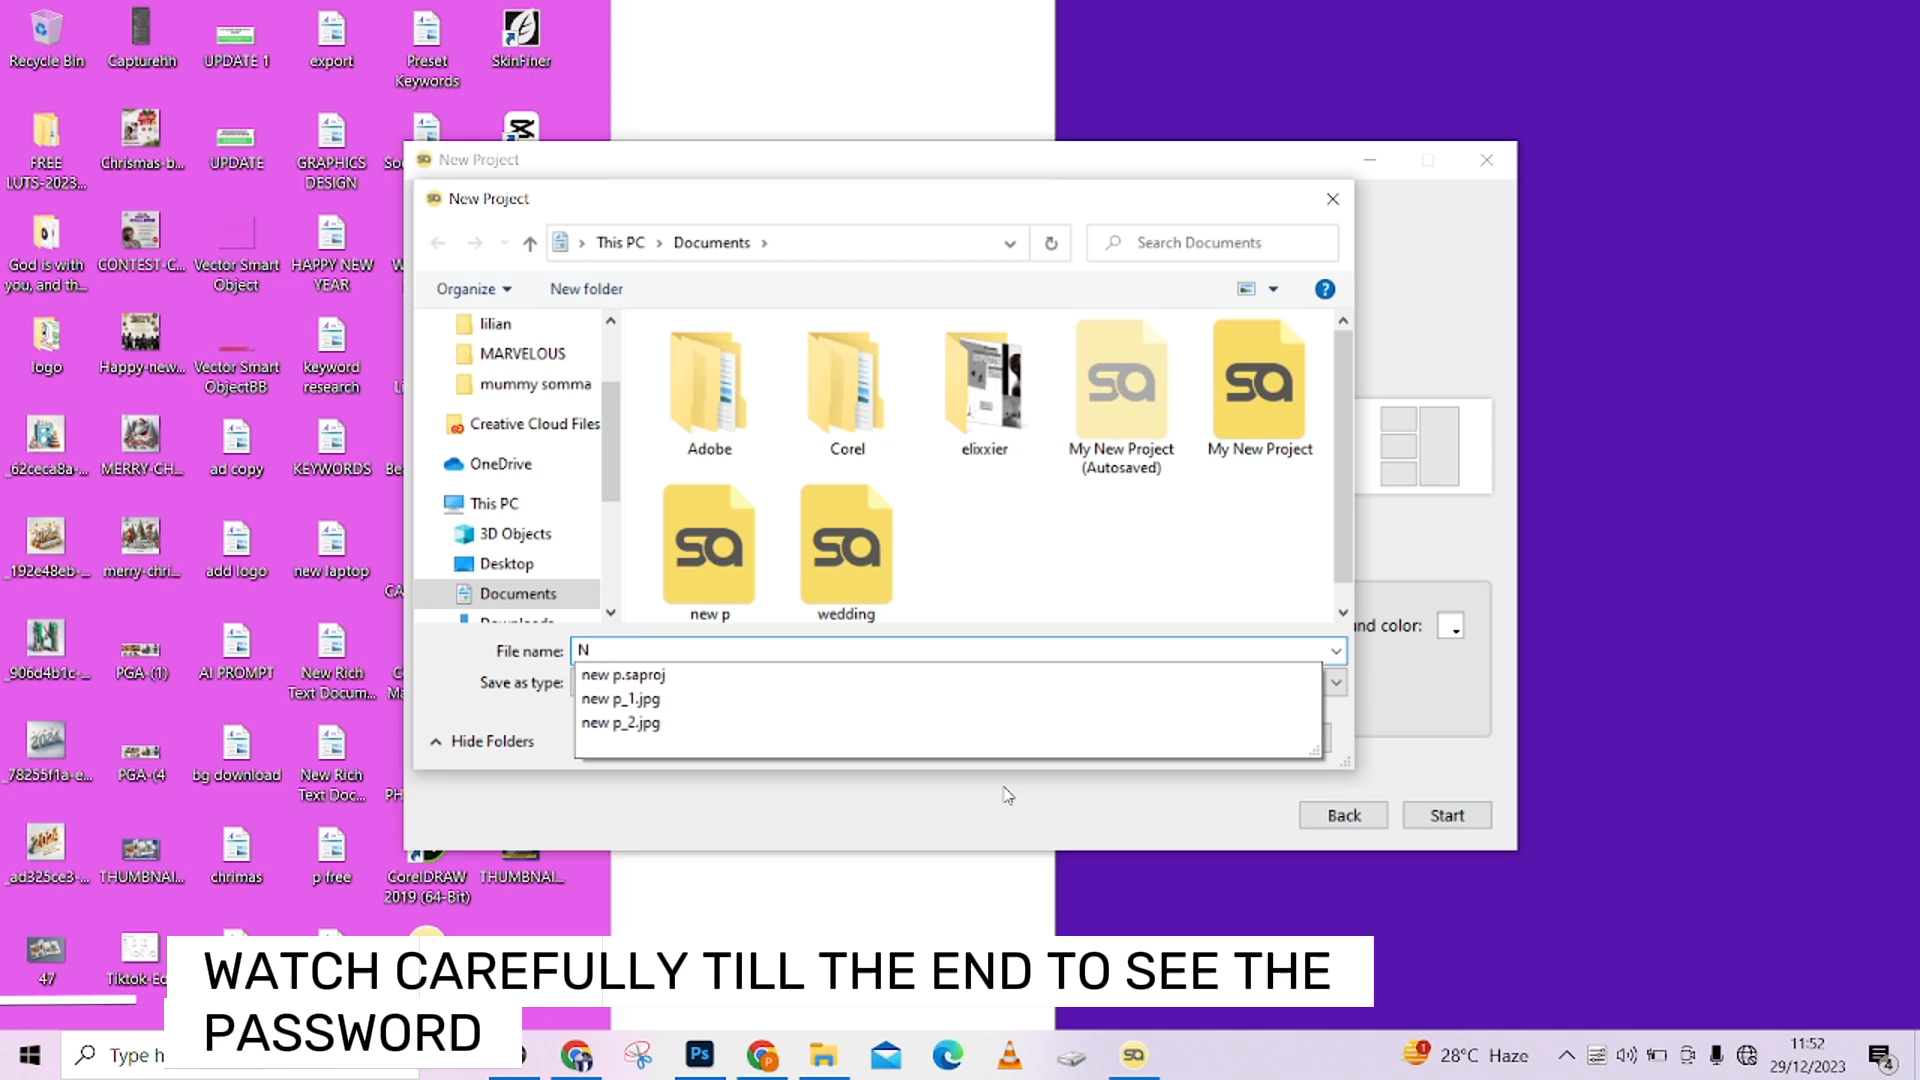 Recycle Bin
Capturehh
UPDATE 1
export
Preset
Keywords
SkinFiner
FREE
LUTS-2023...
Chrismas-b...
UPDATE
GRAPHICS
DESIGN
God is with
you, and th...
CONTEST-C...
Vector Smart
Object
HAPPY NEW
YEAR
logo
Happy-new...
Vector Smart
ObjectBB
keyword
research
_62ceca8a-...
MERRY-CH...
ad copy
KEYWORDS
_192e48eb-...
merry-chri...
add logo
new laptop
_906d4b1c-...
PGA-(1)
AI PROMPT
New Rich
Text Docum...
_78255f1a-e...
PGA-(4
bg download
New Rich
Text Doc...
_ad325ce3-...
THUMBNAI...
chrimas
p free
CorelDRAW
2019 (64-Bit)
THUMBNAI...
47
New Project
New Project
This PC
Documents
Search Documents
Organize
New folder
lilian
MARVELOUS
mummy somma
Creative Cloud Files
OneDrive
This PC
3D Objects
Desktop
Documents
Adobe
Corel
elixxier
My New Project
(Autosaved)
My New Project
new p
wedding
sa
sa
sa
sa
File name:
N
new p.saproj
new p_1.jpg
new p_2.jpg
Save as type:
Hide Folders
color:
Back
Start
WATCH CAREFULLY TILL THE END TO SEE THE
PASSWORD
Type h
Ps
28°C Haze
11:52
29/12/2023
4